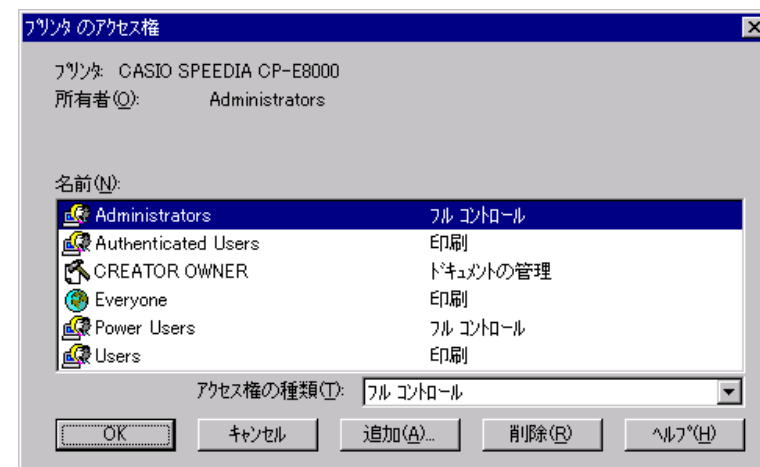 プリンタ のアクセス権
プリンタ: CASIO SPEEDIA CP-E8000
所有者(O): Administrators
名前(N):
Administrators フル コントロール
Authenticated Users 印刷
CREATOR OWNER ドキュメントの管理
Everyone 印刷
Power Users フル コントロール
Users 印刷
アクセス権の種類(T): フル コントロール
OK キャンセル 追加(A)... 削除(R) ヘルプ(H)